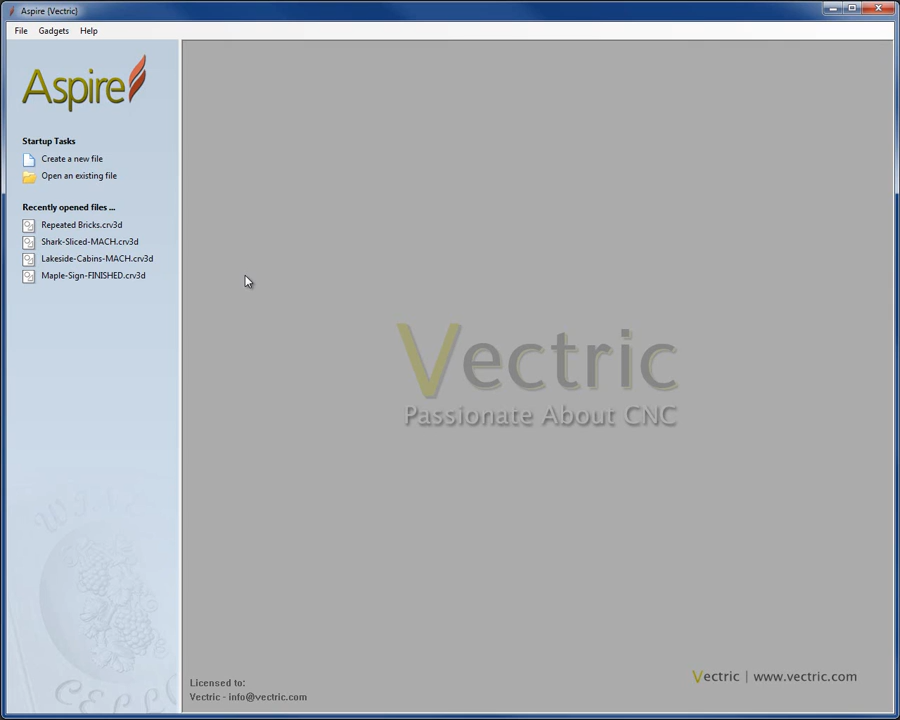 Aspire (Vectric)
File Gadgets Help
Aspire
Startup Tasks
Create a new file
Open an existing file
Recently opened files ...
Repeated Bricks.crv3d
Shark-Sliced-MACH.crv3d
Lakeside-Cabins-MACH.crv3d
Maple-Sign-FINISHED.crv3d
Vectric
Passionate About CNC
Licensed to:
Vectric - info@vectric.com
Vectric | www.vectric.com